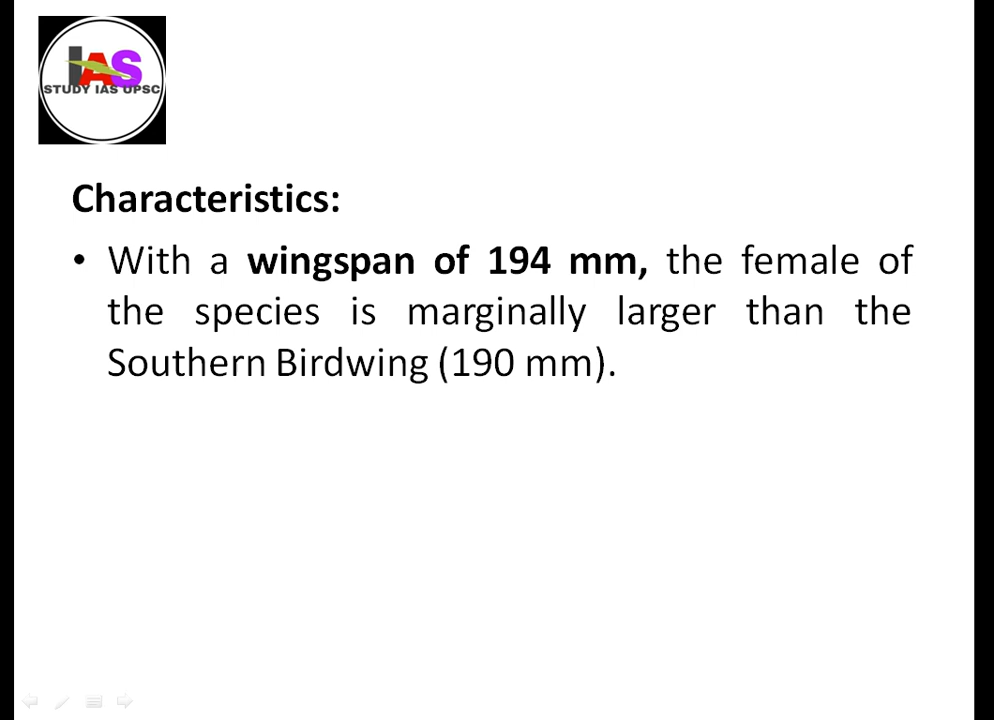 IAS
STUDY IAS UPSC
Characteristics:
• With a wingspan of 194 mm, the female of
the species is marginally larger than the
Southern Birdwing (190 mm).